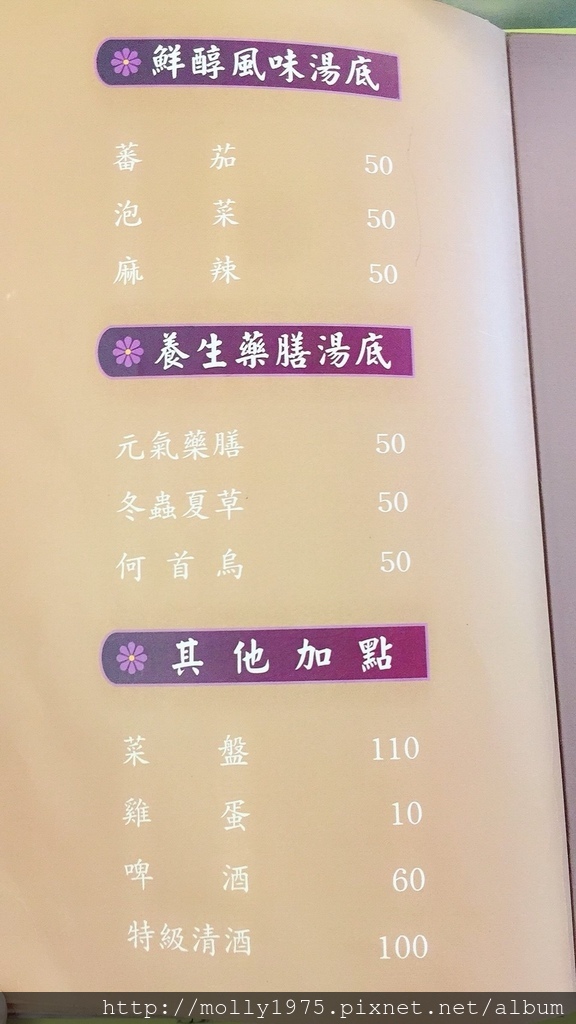 鮮醇風味湯底
蕃茄 50
泡菜 50
麻辣 50
養生藥膳湯底
元氣藥膳 50
冬蟲夏草 50
何首烏 50
其他加點
菜盤 110
雞蛋 10
啤酒 60
特級清酒 100
http://molly1975.pixnet.net/album